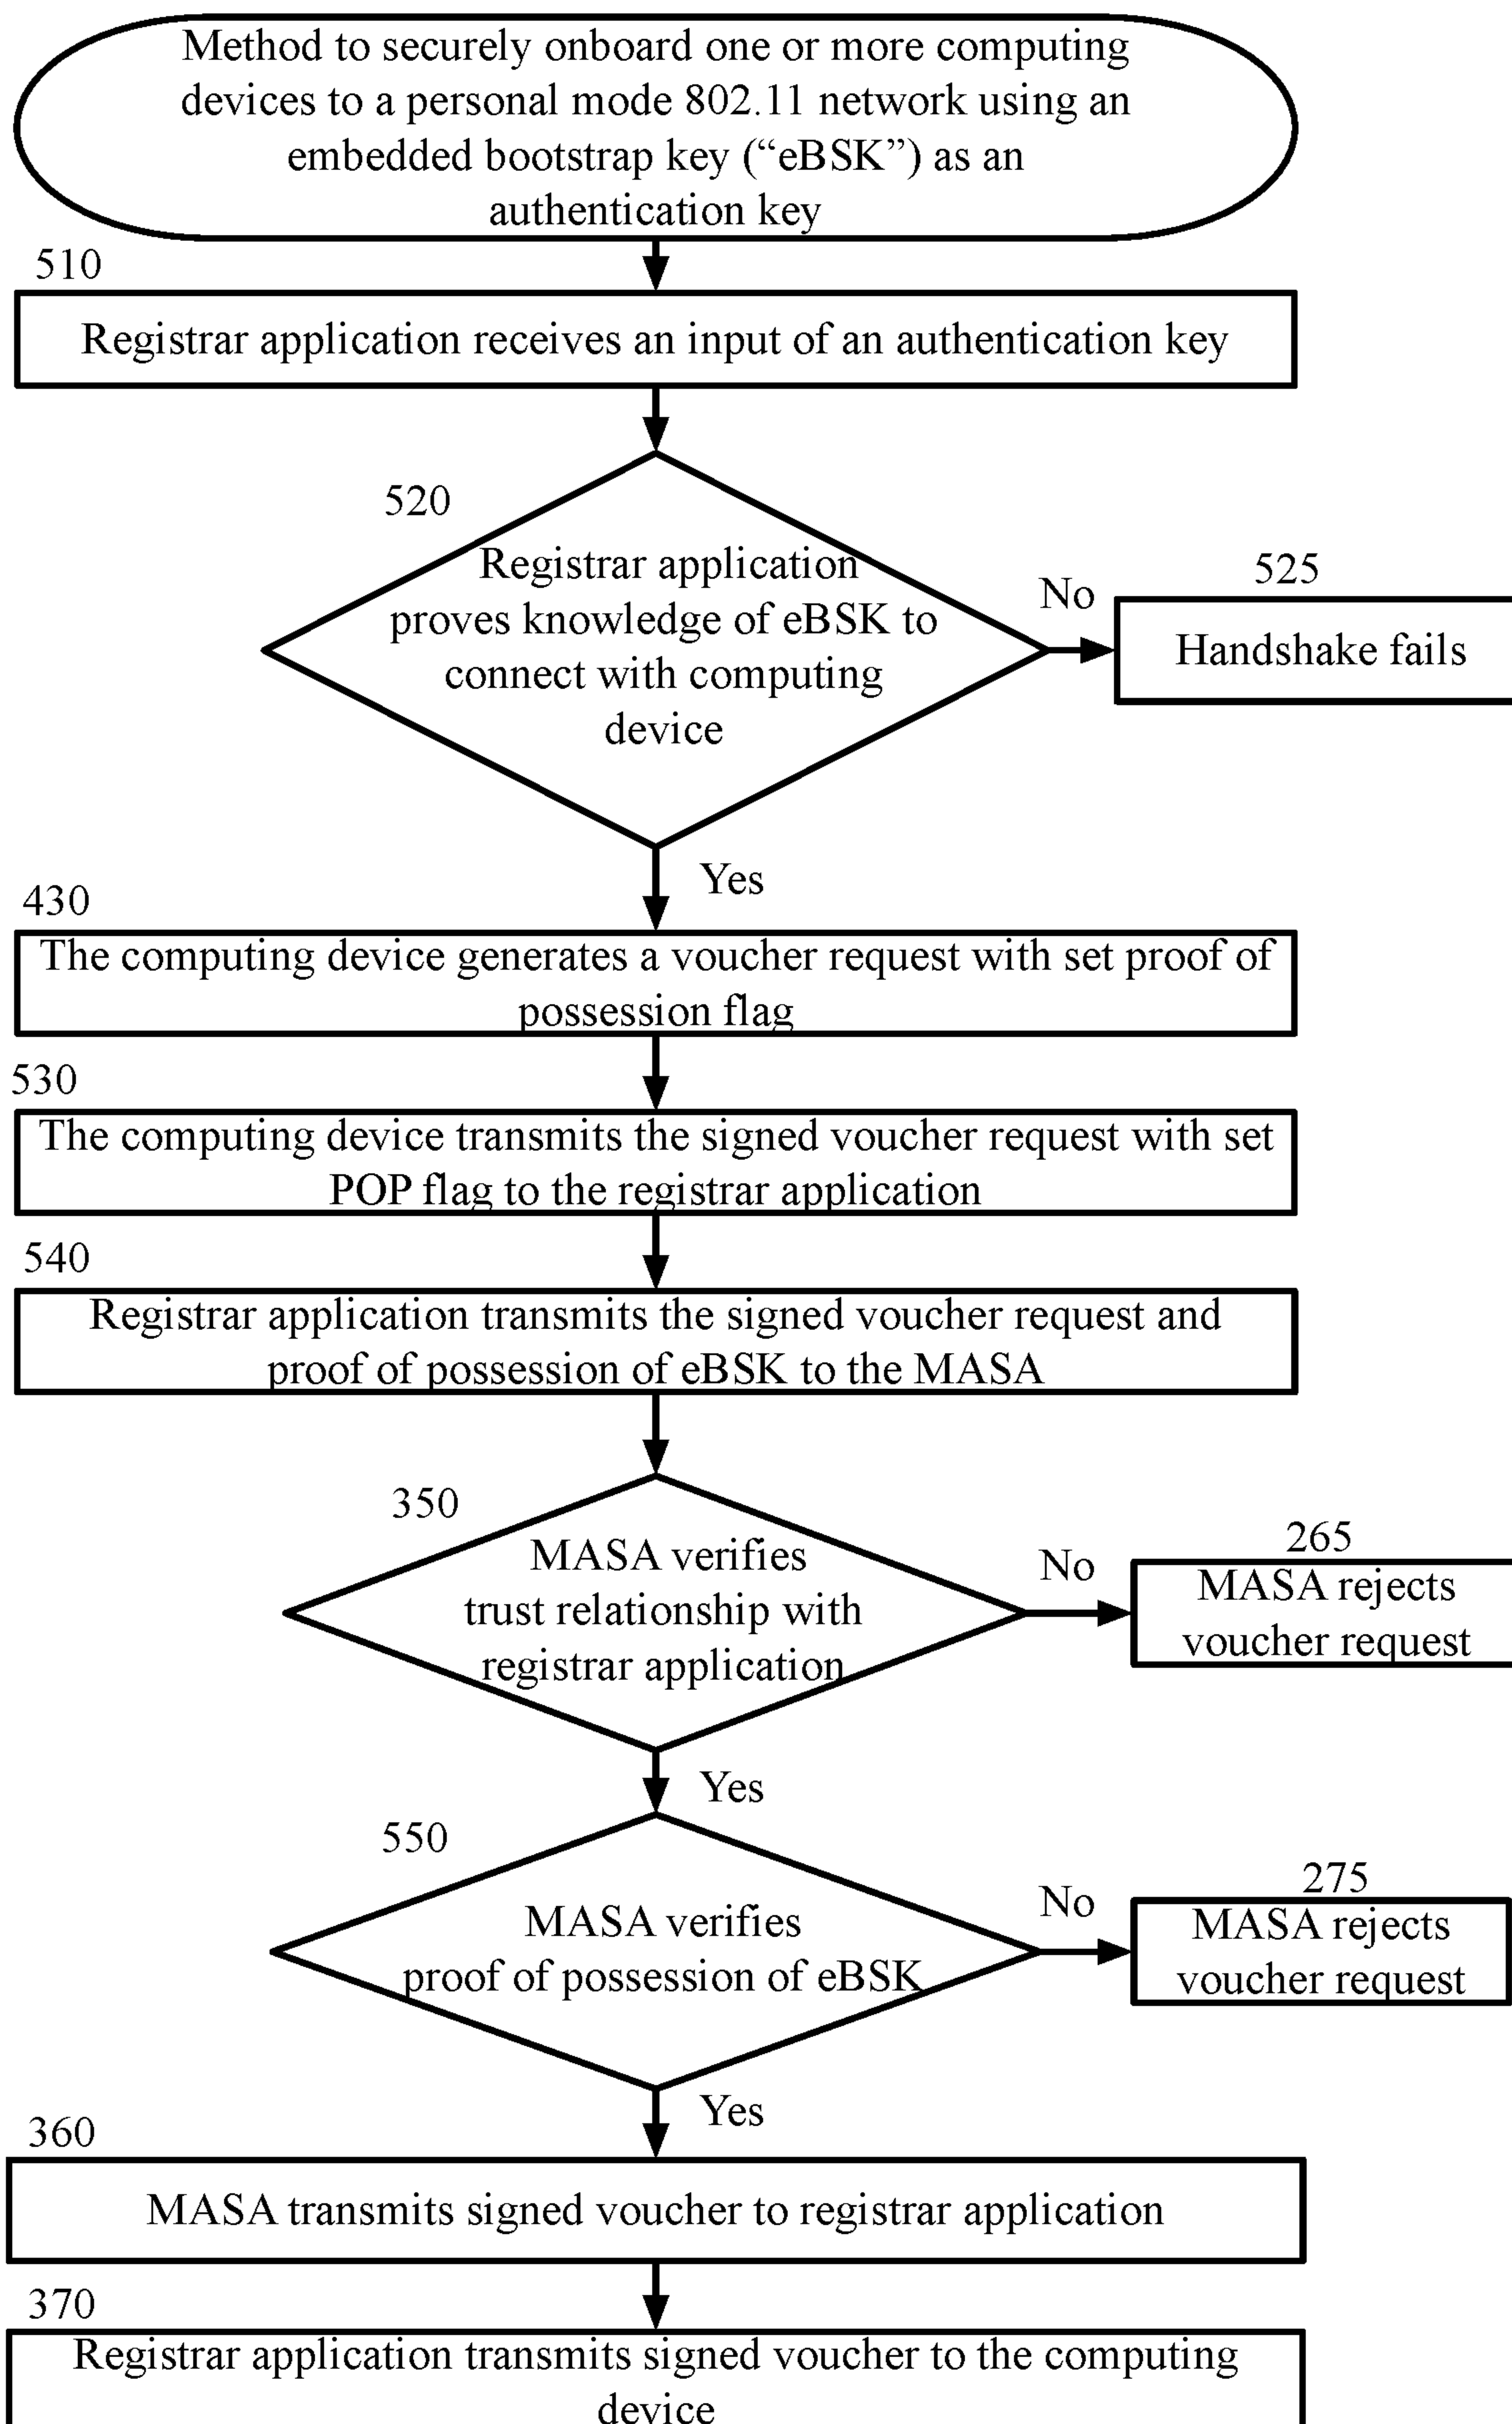 Method to securely onboard one or more computing
devices to a personal mode 802.11 network using an
embedded bootstrap key (“eBSK”) as an
authentication key
510
Registrar application receives an input of an authentication key
520
Registrar application
proves knowledge of eBSK to
connect with computing
device
No
525
Handshake fails
Yes
430
The computing device generates a voucher request with set proof of
possession flag
530
The computing device transmits the signed voucher request with set
POP flag to the registrar application
540
Registrar application transmits the signed voucher request and
proof of possession of eBSK to the MASA
350
MASA verifies
trust relationship with
registrar application
No
265
MASA rejects
voucher request
Yes
550
MASA verifies
proof of possession of eBSK
No
275
MASA rejects
voucher request
Yes
360
MASA transmits signed voucher to registrar application
370
Registrar application transmits signed voucher to the computing
device